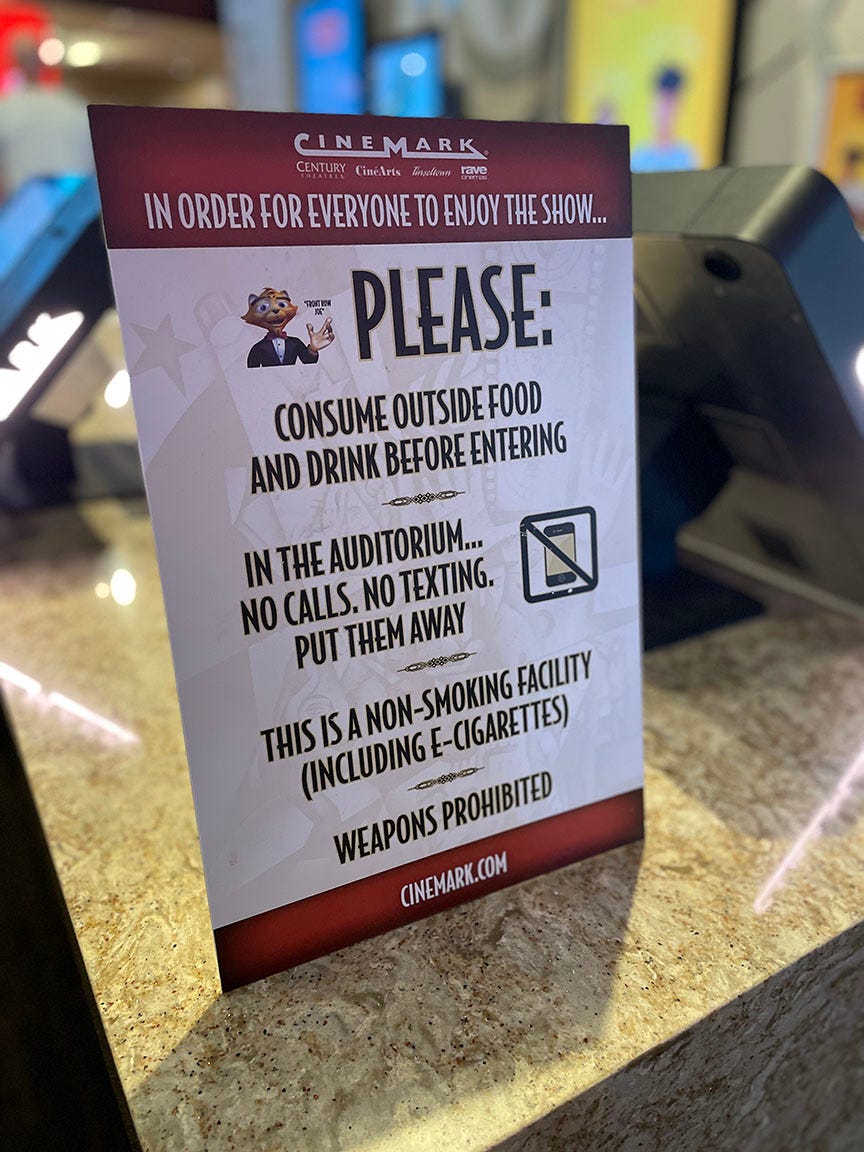 CINEMARK
CENTURY THEATRES CinéArts Tinseltown rave cinemas
IN ORDER FOR EVERYONE TO ENJOY THE SHOW...
"FRONT ROW
JOE"
PLEASE:
CONSUME OUTSIDE FOOD
AND DRINK BEFORE ENTERING
IN THE AUDITORIUM...
NO CALLS. NO TEXTING.
PUT THEM AWAY
THIS IS A NON-SMOKING FACILITY
(INCLUDING E-CIGARETTES)
WEAPONS PROHIBITED
CINEMARK.COM